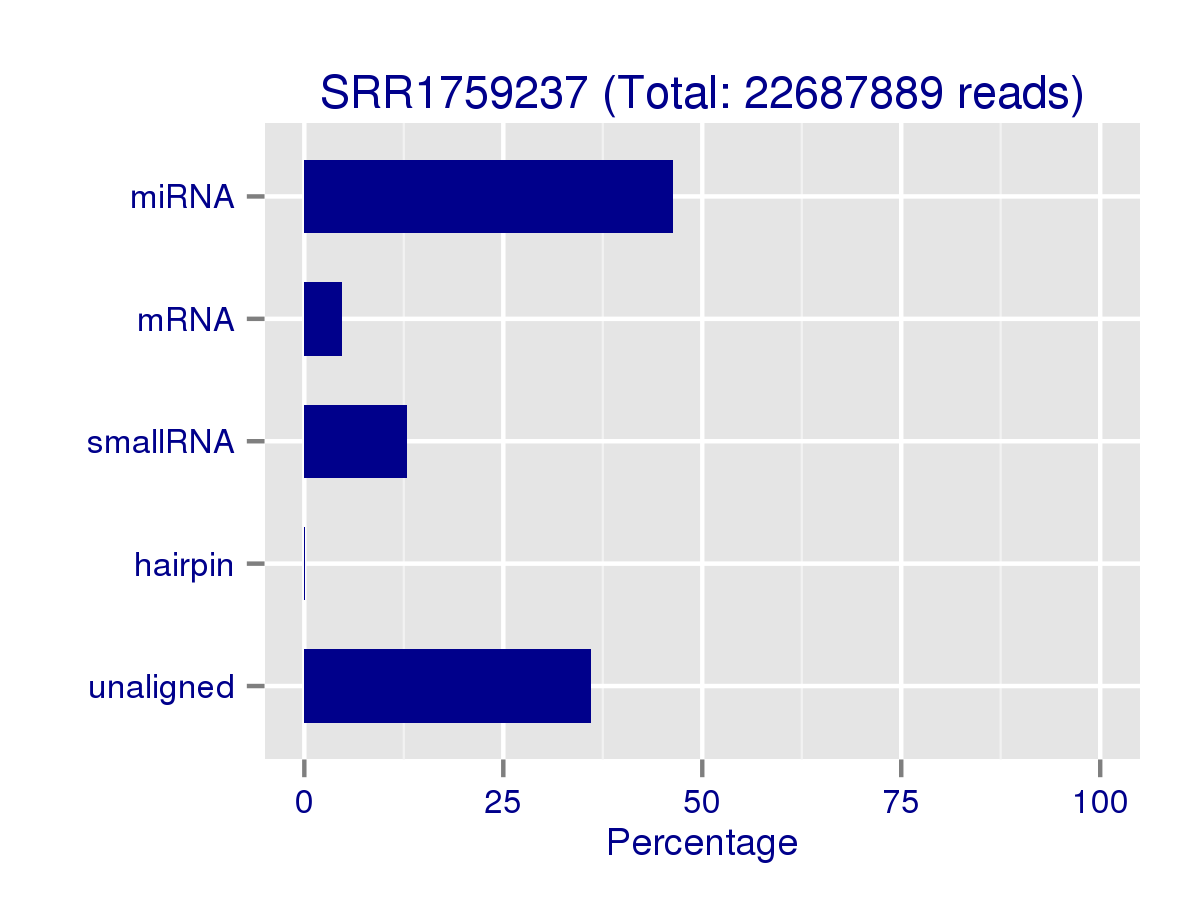 SRR1759237 (Total: 22687889 reads)
miRNA
mRNA
smallRNA
hairpin
unaligned
0 25 50 75 100
Percentage